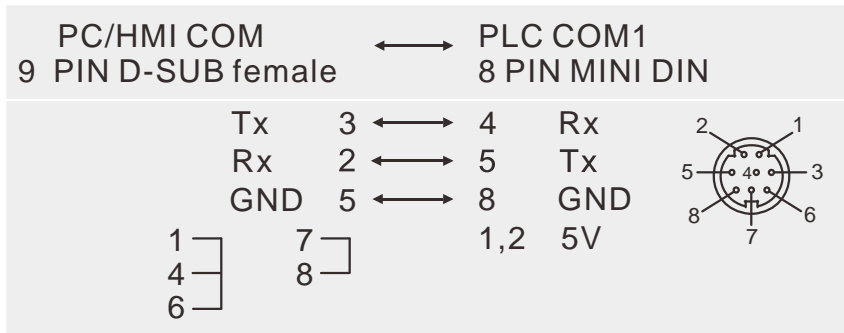 PC/HMI COM PLC COM1
9 PIN D-SUB female 8 PIN MINI DIN
Tx 3 4 Rx
Rx 2 5 Tx
GND 5 8 GND
1 7 1,2 5V
4 8
6
2 1
5 4 3
8 6
7